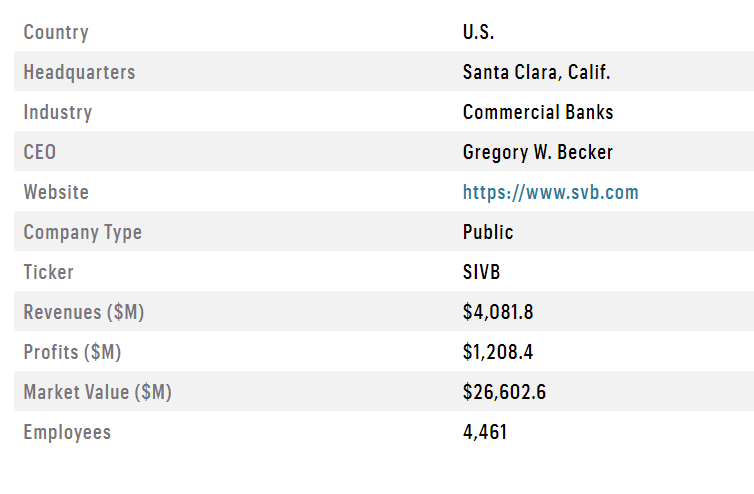 Country U.S.
Headquarters Santa Clara, Calif.
Industry Commercial Banks
CEO Gregory W. Becker
Website https://www.svb.com
Company Type Public
Ticker SIVB
Revenues ($M) $4,081.8
Profits ($M) $1,208.4
Market Value ($M) $26,602.6
Employees 4,461